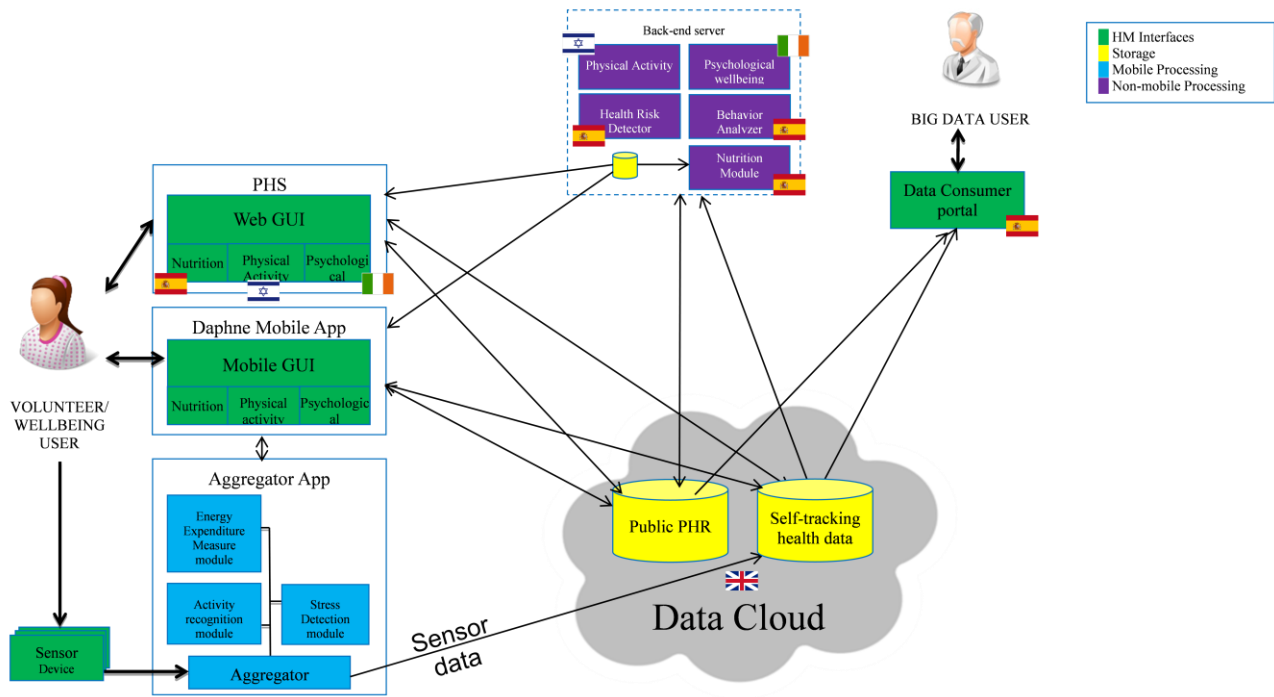 Back-end server
Physical Activity
Psychological
wellbeing
Health Risk
Detector
Behavior
Analyzer
Nutrition
Module
HM Interfaces
Storage
Mobile Processing
Non-mobile Processing
BIG DATA USER
Data Consumer
portal
PHS
Web GUI
Nutrition
Physical
Activity
Psychologi
cal
Daphne Mobile App
Mobile GUI
Nutrition
Physical
activity
Psychologic
al
VOLUNTEER/
WELLBEING
USER
Aggregator App
Energy
Expenditure
Measure
module
Activity
recognition
module
Stress
Detection
module
Aggregator
Sensor
Device
Sensor
data
Public PHR
Self-tracking
health data
Data Cloud